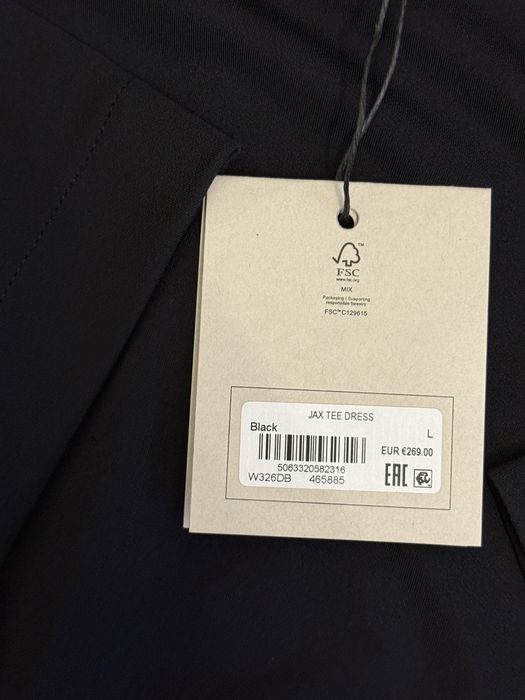 FSC™
www.fsc.org
MIX
Packaging | Supporting
responsible forestry
FSC™ C129615
JAX TEE DRESS
Black
L
EUR €269.00
5063320582316
W326DB 465885
EAC